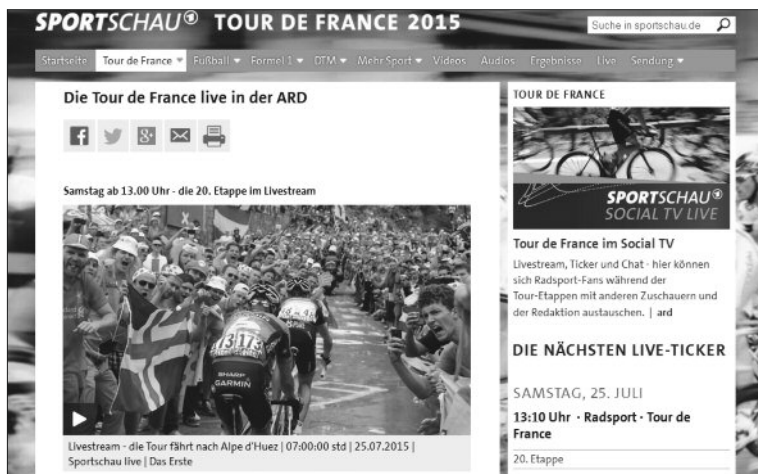 SPORTSCHAU TOUR DE FRANCE 2015
Suche in sportschau.de
Startseite Tour de France Fußball Formel 1 DTM Mehr Sport Videos Audios Ergebnisse Live Sendung
Die Tour de France live in der ARD
Samstag ab 13.00 Uhr - die 20. Etappe im Livestream
173
SHARP
GARMIN
Livestream - die Tour fährt nach Alpe d'Huez | 07:00:00 std | 25.07.2015 |
Sportschau live | Das Erste
TOUR DE FRANCE
SPORTSCHAU
SOCIAL TV LIVE
Tour de France im Social TV
Livestream, Ticker und Chat - hier können
sich Radsport-Fans während der
Tour-Etappen mit anderen Zuschauern und
der Redaktion austauschen. | ard
DIE NÄCHSTEN LIVE-TICKER
SAMSTAG, 25. JULI
13:10 Uhr · Radsport · Tour de
France
20. Etappe